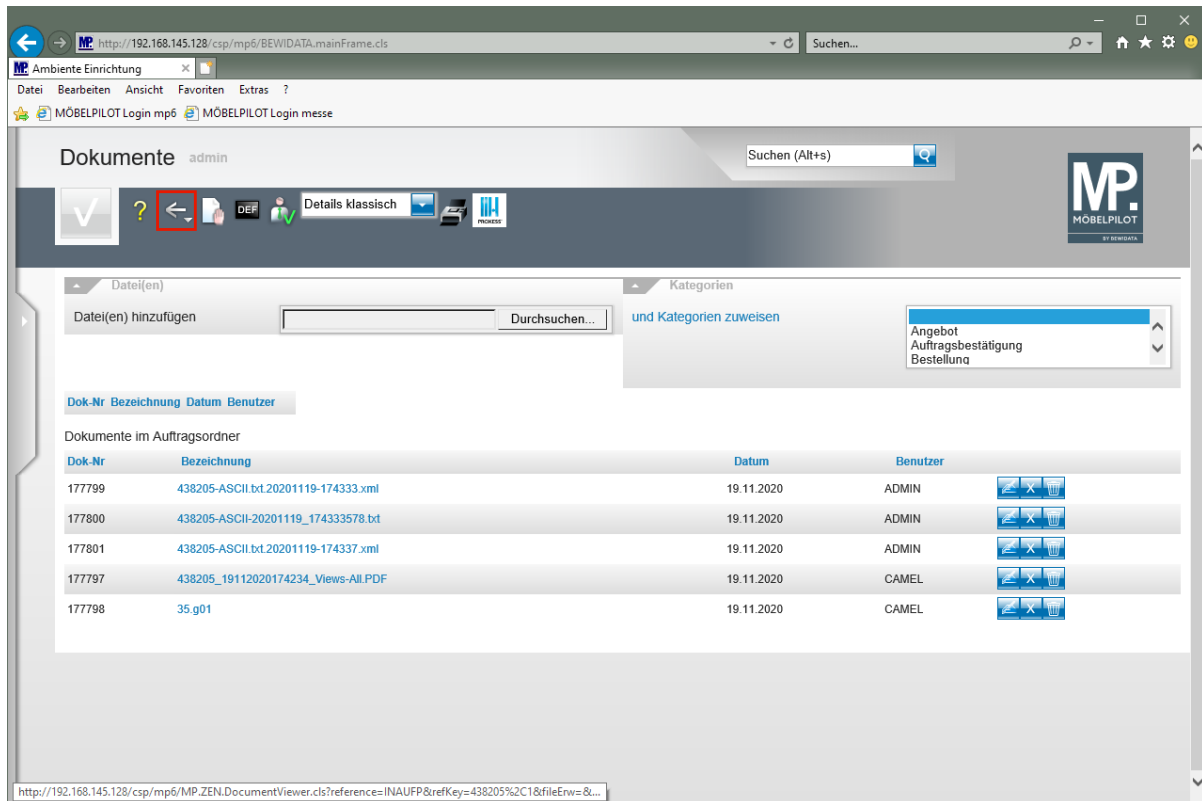 http://192.168.145.128/csp/mp6/BEWIDATA.mainFrame.cls
Suchen...
MP. Ambiente Einrichtung
Datei Bearbeiten Ansicht Favoriten Extras ?
MÖBELPILOT Login mp6 MÖBELPILOT Login messe
Dokumente admin
Suchen (Alt+s)
MP.
MÖBELPILOT
BY BEWIDATA
? DEF Details klassisch PROKESS
Datei(en) Kategorien
Datei(en) hinzufügen Durchsuchen... und Kategorien zuweisen
Angebot
Auftragsbestätigung
Bestellung
Dok-Nr Bezeichnung Datum Benutzer
Dokumente im Auftragsordner
Dok-Nr Bezeichnung Datum Benutzer
177799 438205-ASCII.txt.20201119-174333.xml 19.11.2020 ADMIN X
177800 438205-ASCII-20201119_174333578.txt 19.11.2020 ADMIN X
177801 438205-ASCII.txt.20201119-174337.xml 19.11.2020 ADMIN X
177797 438205_19112020174234_Views-All.PDF 19.11.2020 CAMEL X
177798 35.g01 19.11.2020 CAMEL X
http://192.168.145.128/csp/mp6/MP.ZEN.DocumentViewer.cls?reference=INAUFP&refKey=438205%2C1&fileErw=&...